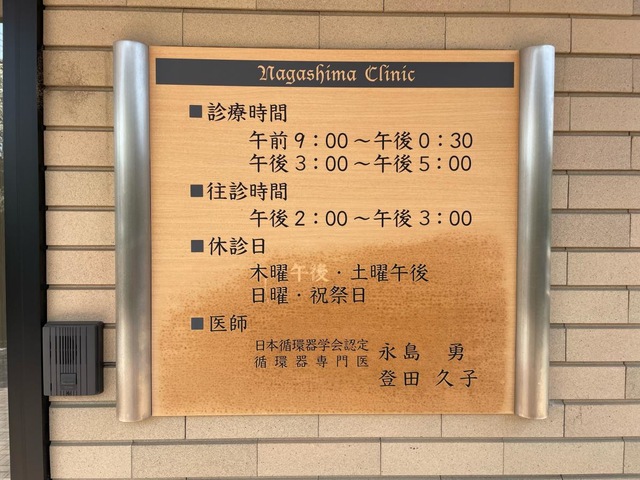 Nagashima Clinic
■診療時間
午前9：00～午後0：30
午後3：00～午後5：00
■往診時間
午後2：00～午後3：00
■休診日
木曜午後・土曜午後
日曜・祝祭日
■医師
日本循環器学会認定
循環器専門医
永島 勇
登田 久子